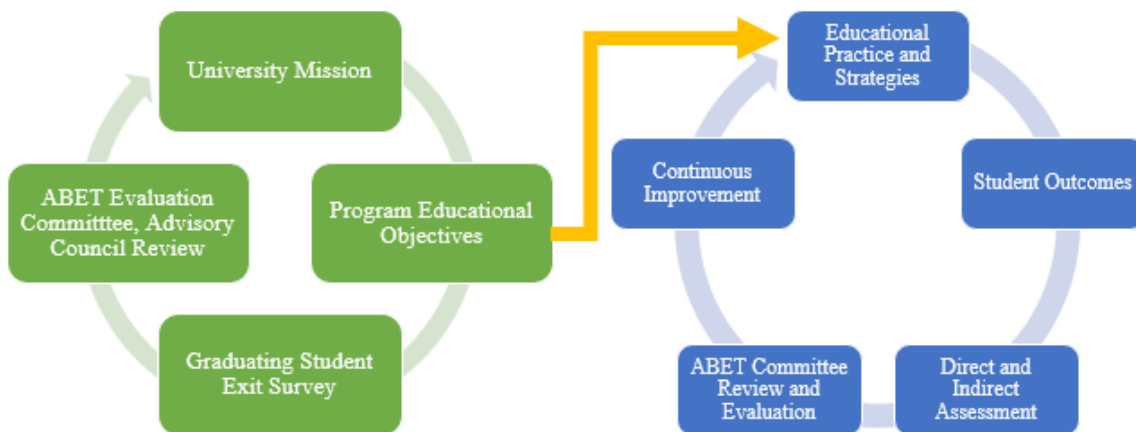 University Mission
Program Educational
Objectives
Graduating Student
Exit Survey
ABET Evaluation
Committtee, Advisory
Council Review
Educational
Practice and
Strategies
Student Outcomes
Direct and
Indirect
Assessment
ABET Committee
Review and
Evaluation
Continuous
Improvement